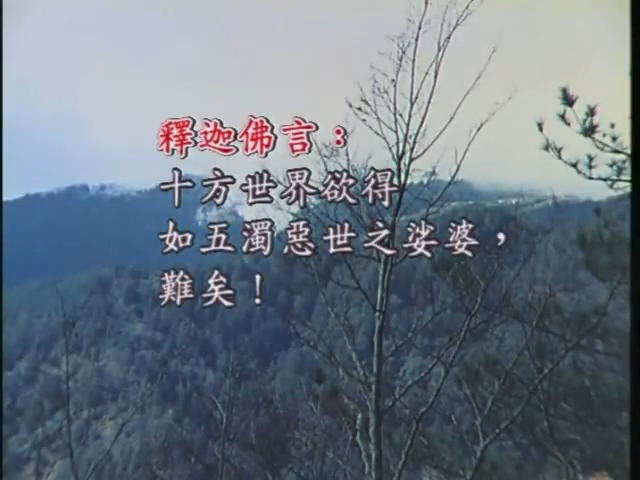 釋迦佛言：
十方世界欲得
如五濁惡世之娑婆，
難矣！